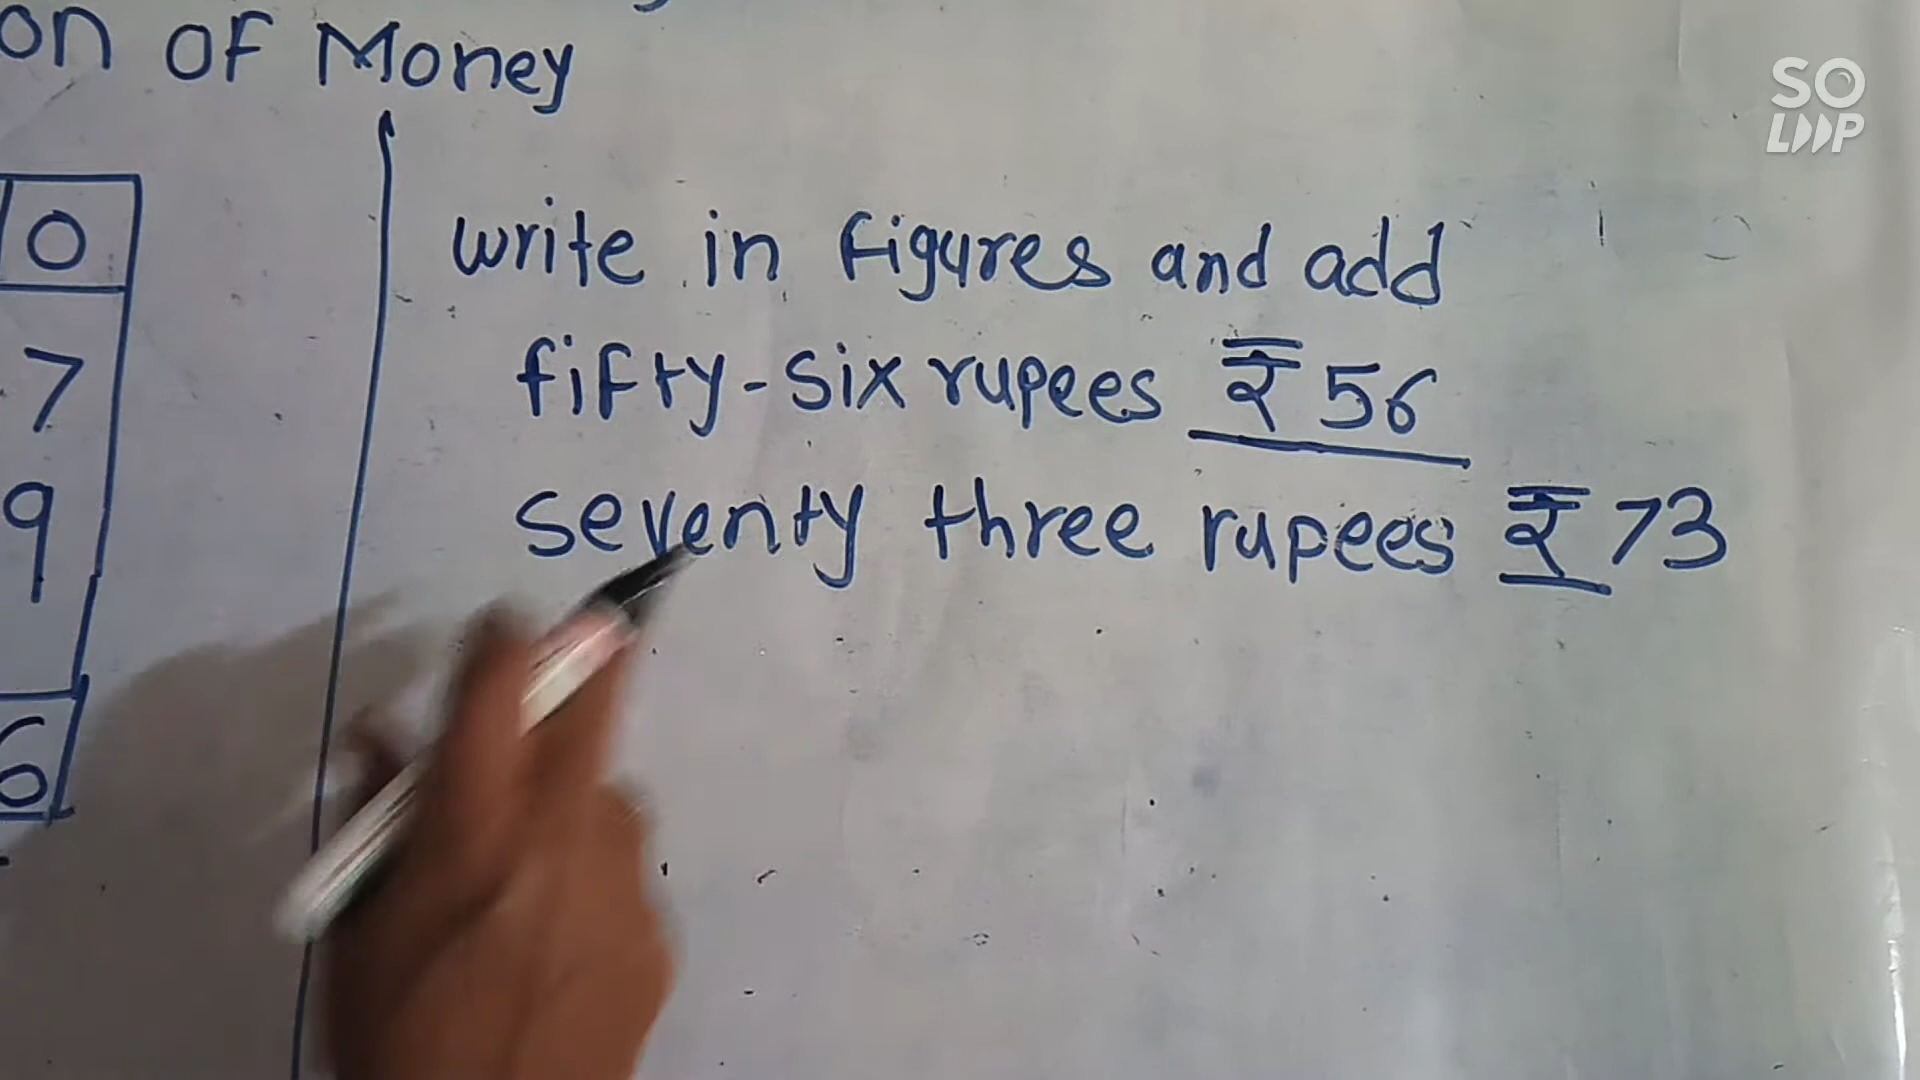 on of Money
SO
LOOP
0
7
9
6
write in figures and add
fifty-six rupees ₹ 56
seventy three rupees ₹ 73